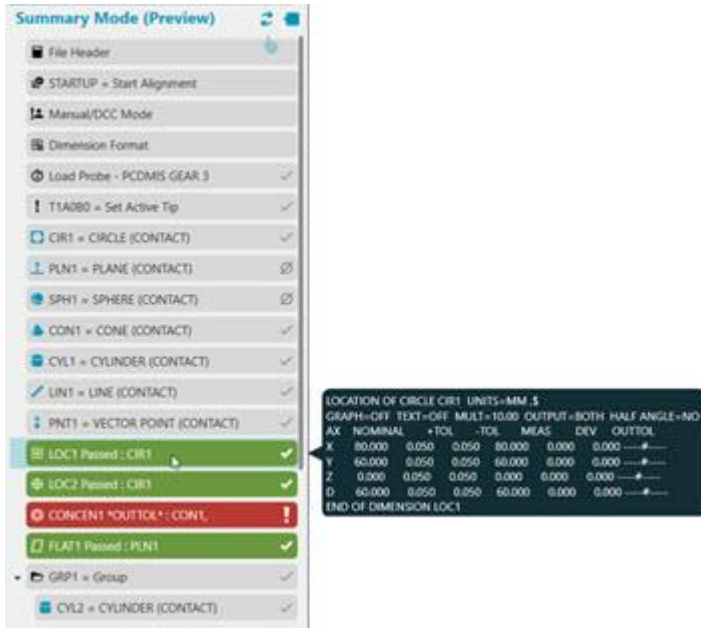 Summary Mode (Preview)
File Header
STARTUP = Start Alignment
Manual/DCC Mode
Dimension Format
Load Probe - PCDMIS GEAR 3
T1A0B0 = Set Active Tip
CIR1 = CIRCLE (CONTACT)
PLN1 = PLANE (CONTACT)
SPH1 = SPHERE (CONTACT)
CON1 = CONE (CONTACT)
CYL1 = CYLINDER (CONTACT)
LIN1 = LINE (CONTACT)
PNT1 = VECTOR POINT (CONTACT)
LOC1 Passed : CIR1
LOC2 Passed : CIR1
CONCEN1 *OUTTOL* : CON1,
FLAT1 Passed : PLN1
GRP1 = Group
CYL2 = CYLINDER (CONTACT)
LOCATION OF CIRCLE CIR1 UNITS=MM ,$
GRAPH=OFF TEXT=OFF MULT=10.00 OUTPUT=BOTH HALF ANGLE=NO
AX NOMINAL +TOL -TOL MEAS DEV OUTTOL
X 80.000 0.050 0.050 80.000 0.000 0.000 ----#----
Y 60.000 0.050 0.050 60.000 0.000 0.000 ----#----
Z 0.000 0.050 0.050 0.000 0.000 0.000 ----#----
D 60.000 0.050 0.050 60.000 0.000 0.000 ----#----
END OF DIMENSION LOC1